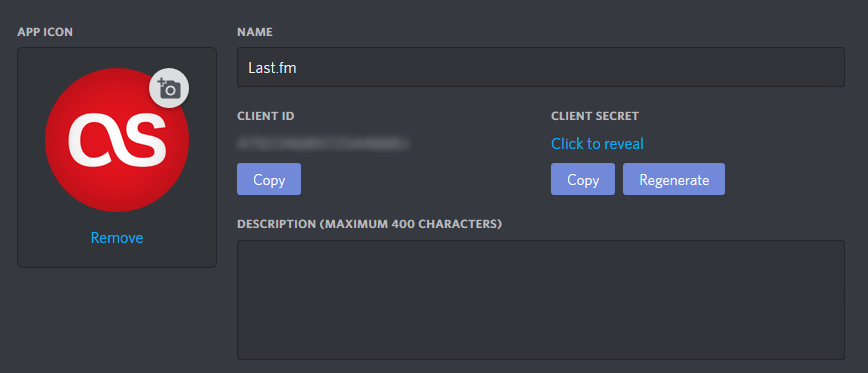 APP ICON
NAME
Last.fm
CLIENT ID
CLIENT SECRET
Click to reveal
Copy
Copy
Regenerate
Remove
DESCRIPTION (MAXIMUM 400 CHARACTERS)